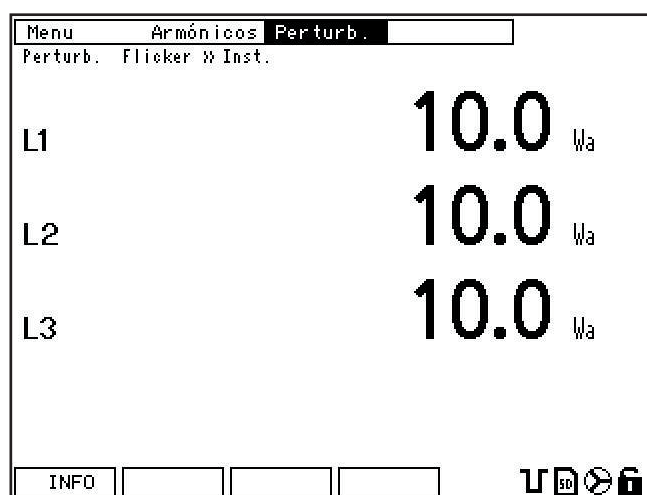 Menu Armónicos Perturb.
Perturb. Flicker » Inst.
L1 10.0 Wa
L2 10.0 Wa
L3 10.0 Wa
INFO SD